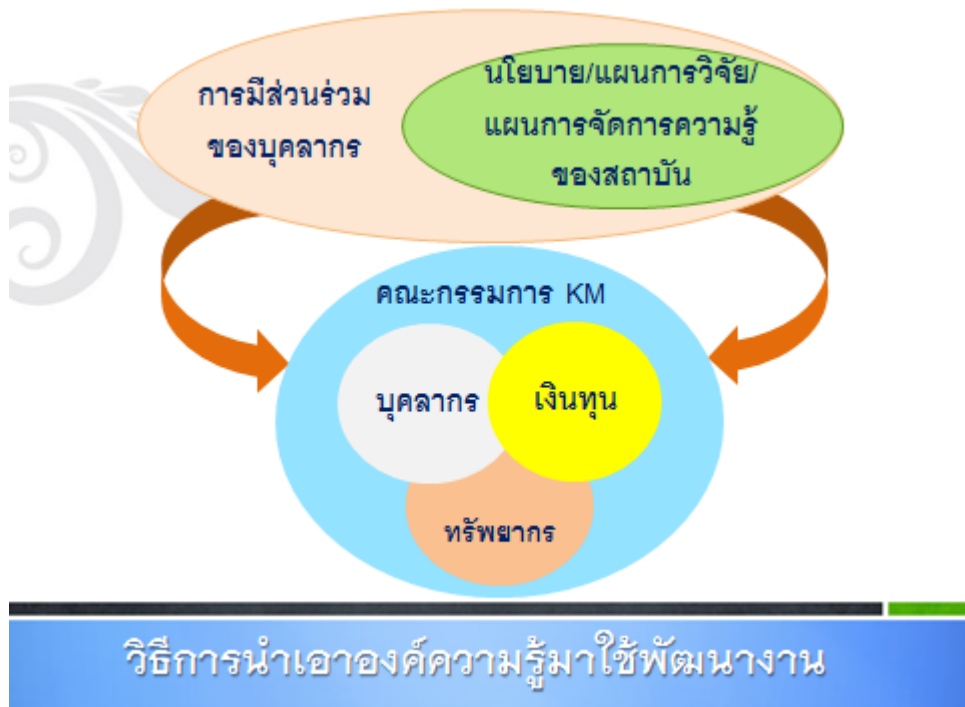 การมีส่วนร่วม
ของบุคลากร
นโยบาย/แผนการวิจัย/
แผนการจัดการความรู้
ของสถาบัน
คณะกรรมการ KM
บุคลากร
เงินทุน
ทรัพยากร
วิธีการนำเอาองค์ความรู้มาใช้พัฒนางาน